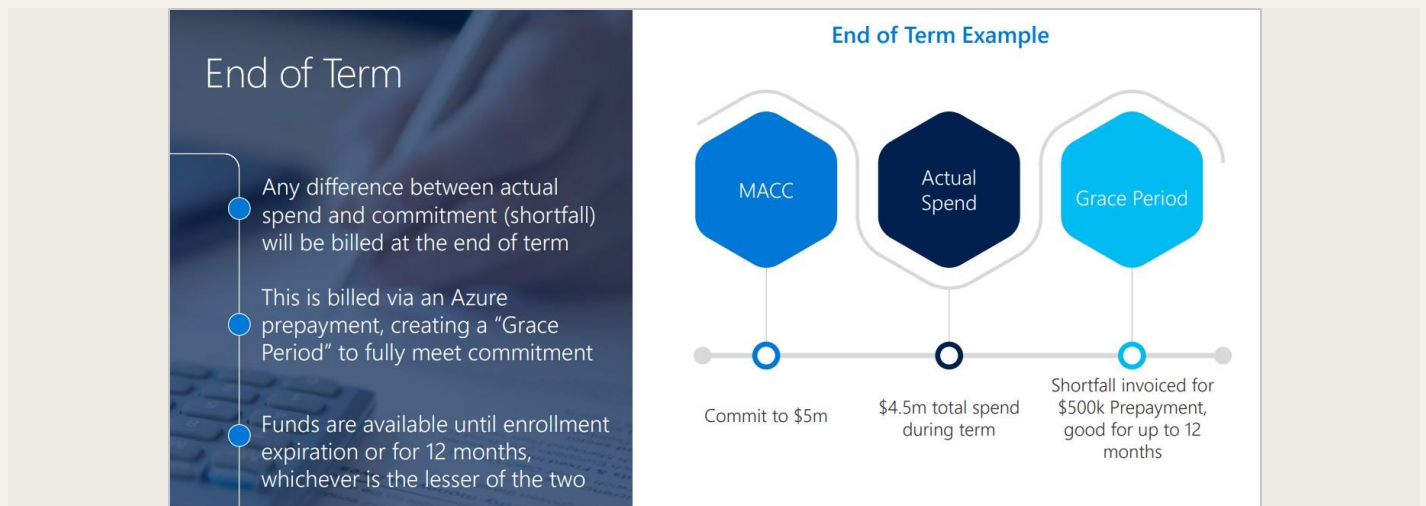 End of Term
Any difference between actual
spend and commitment (shortfall)
will be billed at the end of term
This is billed via an Azure
prepayment, creating a “Grace
Period” to fully meet commitment
Funds are available until enrollment
expiration or for 12 months,
whichever is the lesser of the two
End of Term Example
MACC
Actual
Spend
Grace Period
Commit to $5m
$4.5m total spend
during term
Shortfall invoiced for
$500k Prepayment,
good for up to 12
months